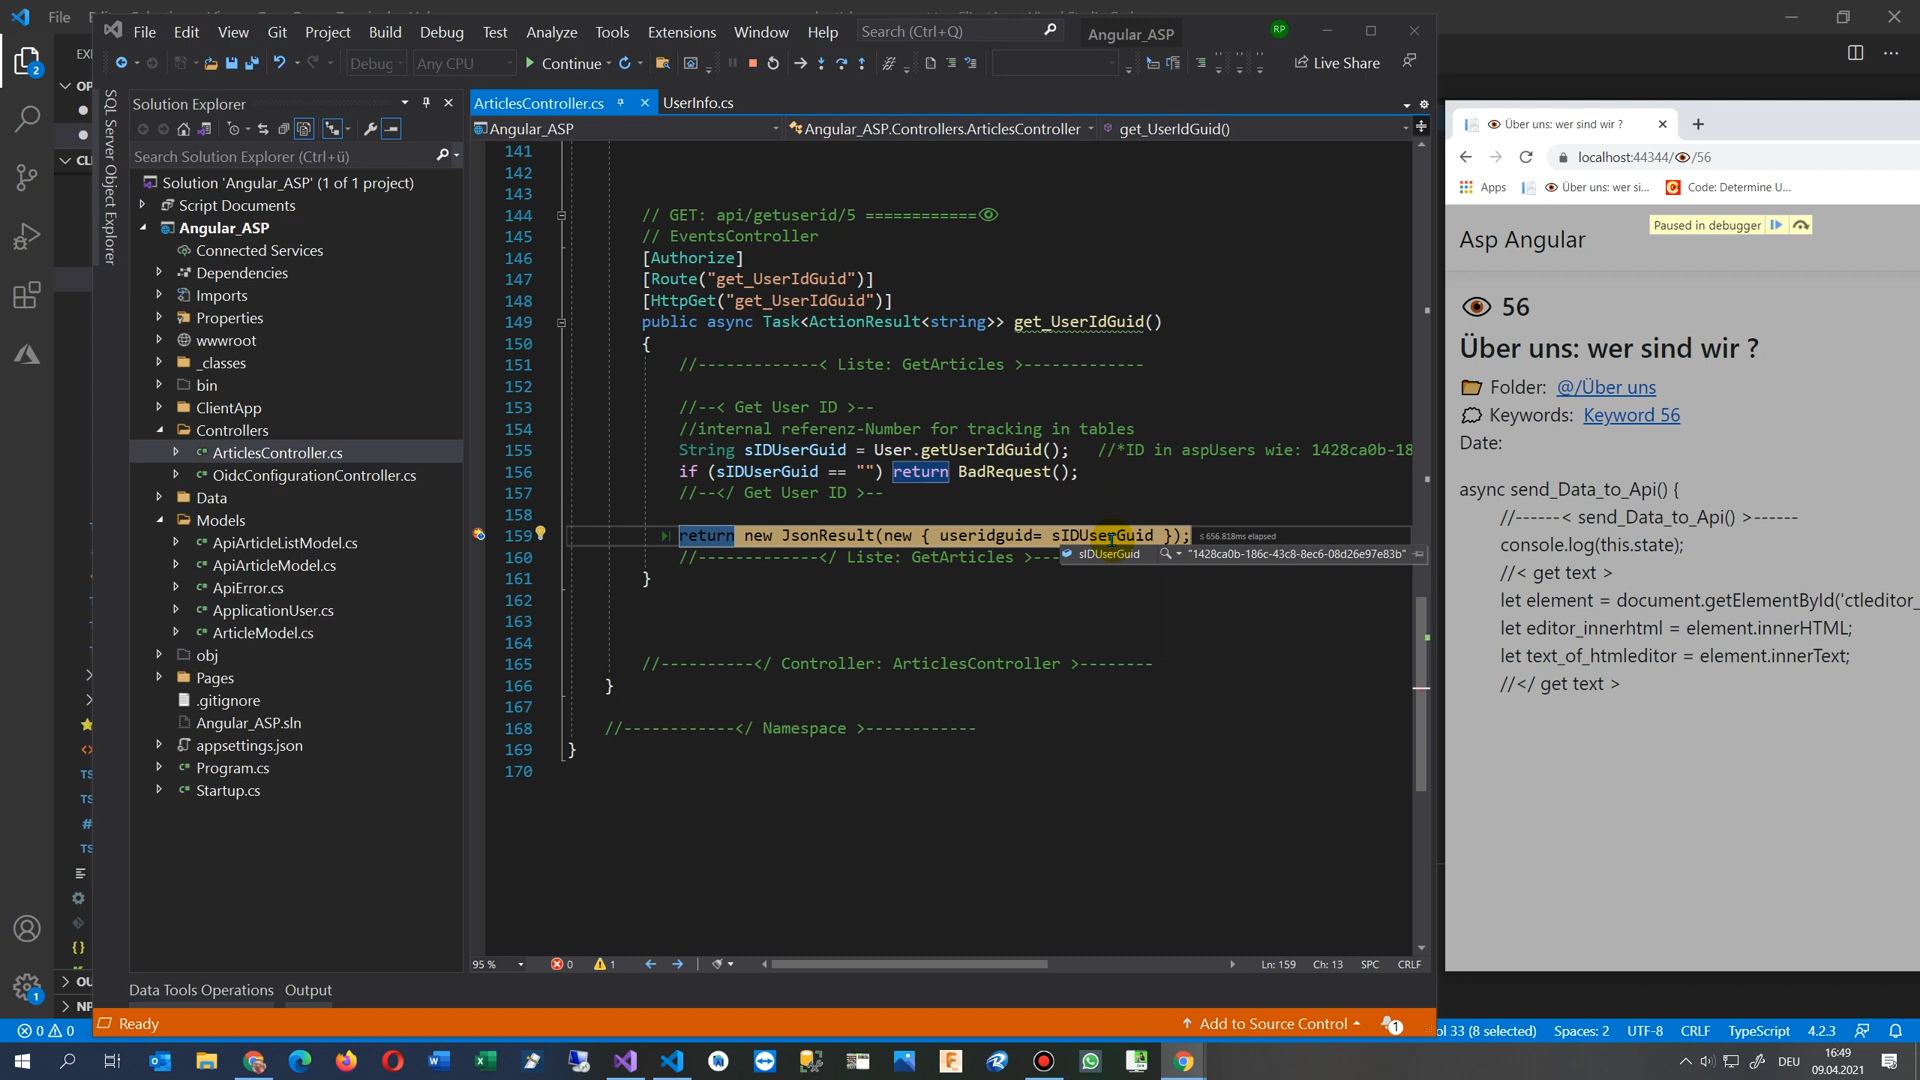 File
File Edit View Git Project Build Debug Test Analyze Tools Extensions Window Help Search (Ctrl+Q) Angular_ASP RP
2
Debug Any CPU Continue Live Share
EX
Solution Explorer ArticlesController.cs UserInfo.cs
SQL Server Object Explorer
Angular_ASP Angular_ASP.Controllers.ArticlesController get_UserIdGuid()
Search Solution Explorer (Ctrl+ü)
Solution 'Angular_ASP' (1 of 1 project)
Script Documents
Angular_ASP
Connected Services
Dependencies
Imports
Properties
wwwroot
_classes
bin
ClientApp
Controllers
ArticlesController.cs
OidcConfigurationController.cs
Data
Models
ApiArticleListModel.cs
ApiArticleModel.cs
ApiError.cs
ApplicationUser.cs
ArticleModel.cs
obj
Pages
.gitignore
Angular_ASP.sln
appsettings.json
Program.cs
Startup.cs
141
142
143
144 // GET: api/getuserid/5 ============👁
145 // EventsController
146 [Authorize]
147 [Route("get_UserIdGuid")]
148 [HttpGet("get_UserIdGuid")]
149 public async Task<ActionResult<string>> get_UserIdGuid()
150 {
151 //-------------< Liste: GetArticles >-------------
152
153 //--< Get User ID >--
154 //internal referenz-Number for tracking in tables
155 String sIDUserGuid = User.getUserIdGuid(); //*ID in aspUsers wie: 1428ca0b-18
156 if (sIDUserGuid == "") return BadRequest();
157 //--</ Get User ID >--
158
159 return new JsonResult(new { useridguid= sIDUserGuid }); ≤ 656.818ms elapsed
sIDUserGuid "1428ca0b-186c-43c8-8ec6-08d26e97e83b"
160 //-------------</ Liste: GetArticles >--
161 }
162
163
164
165 //----------</ Controller: ArticlesController >--------
166 }
167
168 //------------</ Namespace >------------
169 }
170
95 % 0 1 Ln: 159 Ch: 13 SPC CRLF
Data Tools Operations Output
Ready Add to Source Control 1
Über uns: wer sind wir ?
localhost:44344/👁/56
Apps Über uns: wer si... Code: Determine U...
Paused in debugger
Asp Angular
56
Über uns: wer sind wir ?
Folder: @/Über uns
Keywords: Keyword 56
Date:
async send_Data_to_Api() {
//------< send_Data_to_Api() >------
console.log(this.state);
//< get text >
let element = document.getElementById('ctleditor_
let editor_innerhtml = element.innerHTML;
let text_of_htmleditor = element.innerText;
//</ get text >
1
0 0 ol 33 (8 selected) Spaces: 2 UTF-8 CRLF TypeScript 4.2.3
DEU 16:49
09.04.2021